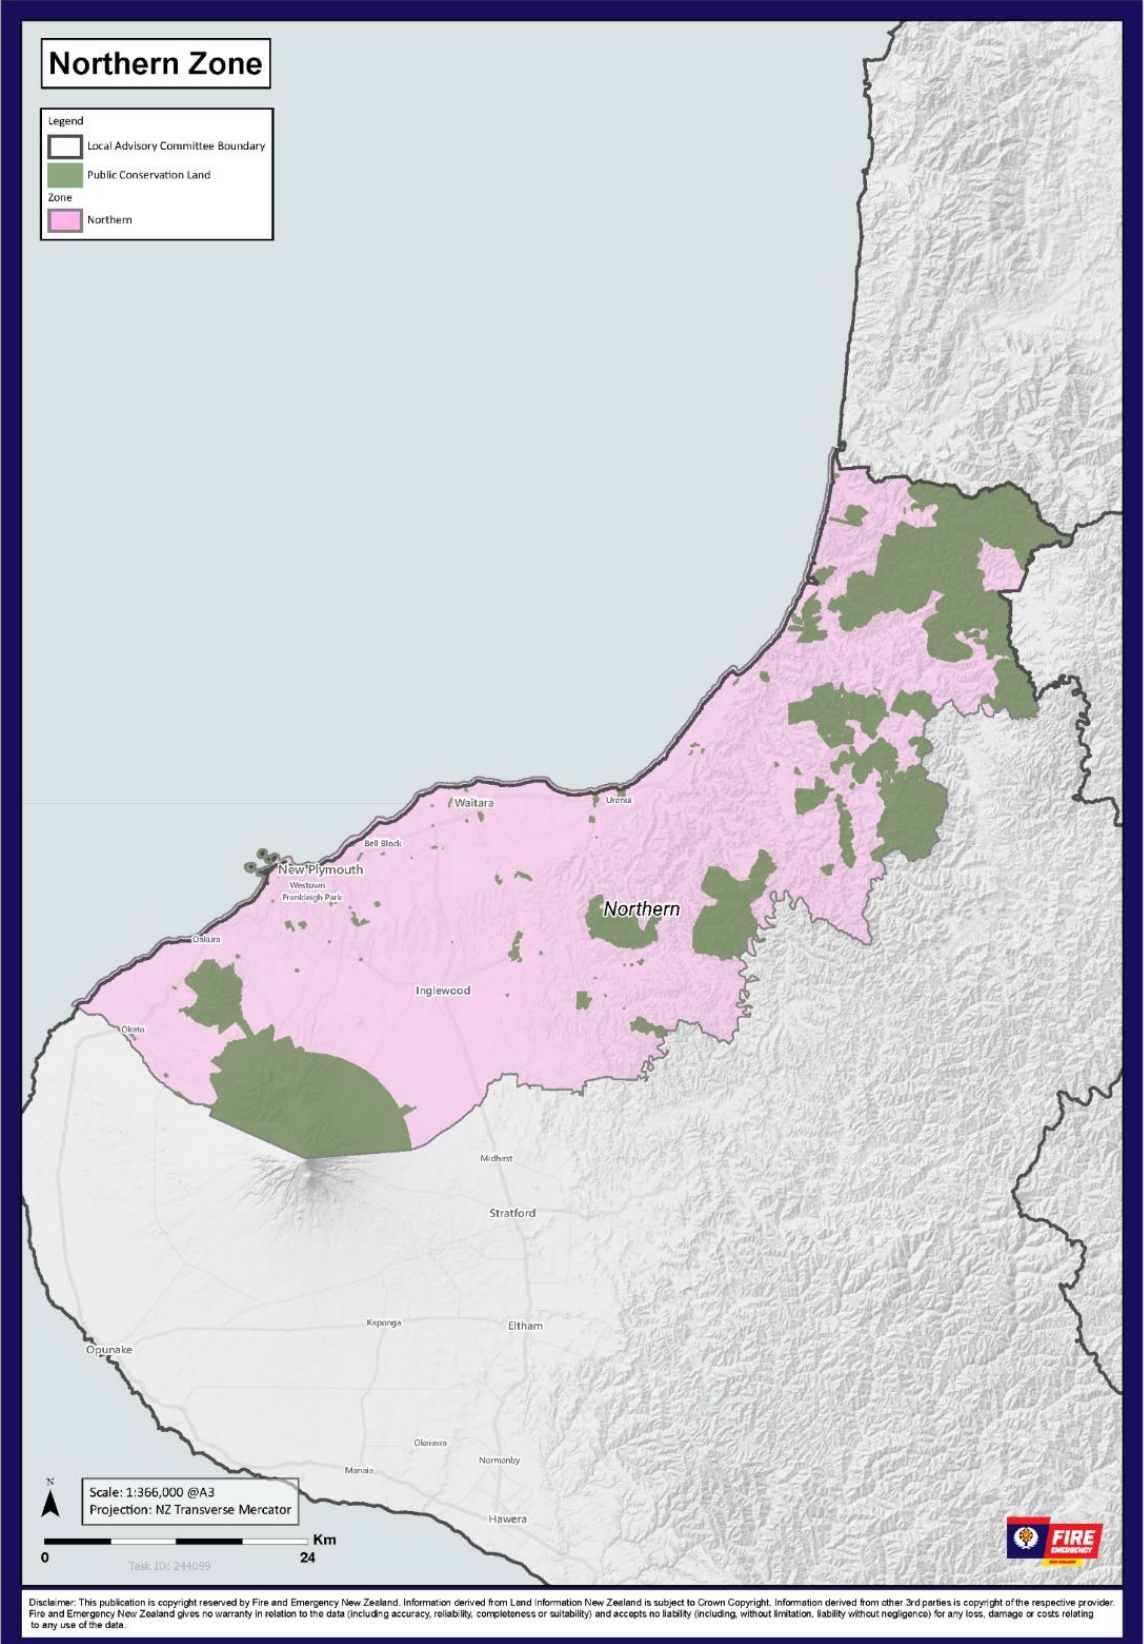 Northern Zone
Legend
Local Advisory Committee Boundary
Public Conservation Land
Zone
Northern
Waitara
Urenui
Bell Block
New Plymouth
Westown
Frankleigh Park
Northern
Oakura
Inglewood
Okato
Midhirst
Stratford
Kaponga
Eltham
Opunake
Okaiawa
Normanby
Manaia
Hawera
N
Scale: 1:366,000 @A3
Projection: NZ Transverse Mercator
Km
0 24
Task ID: 244099
FIRE
EMERGENCY
NEW ZEALAND
Disclaimer: This publication is copyright reserved by Fire and Emergency New Zealand. Information derived from Land Information New Zealand is subject to Crown Copyright. Information derived from other 3rd parties is copyright of the respective provider.
Fire and Emergency New Zealand gives no warranty in relation to the data (including accuracy, reliability, completeness or suitability) and accepts no liability (including, without limitation, liability without negligence) for any loss, damage or costs relating
to any use of the data.